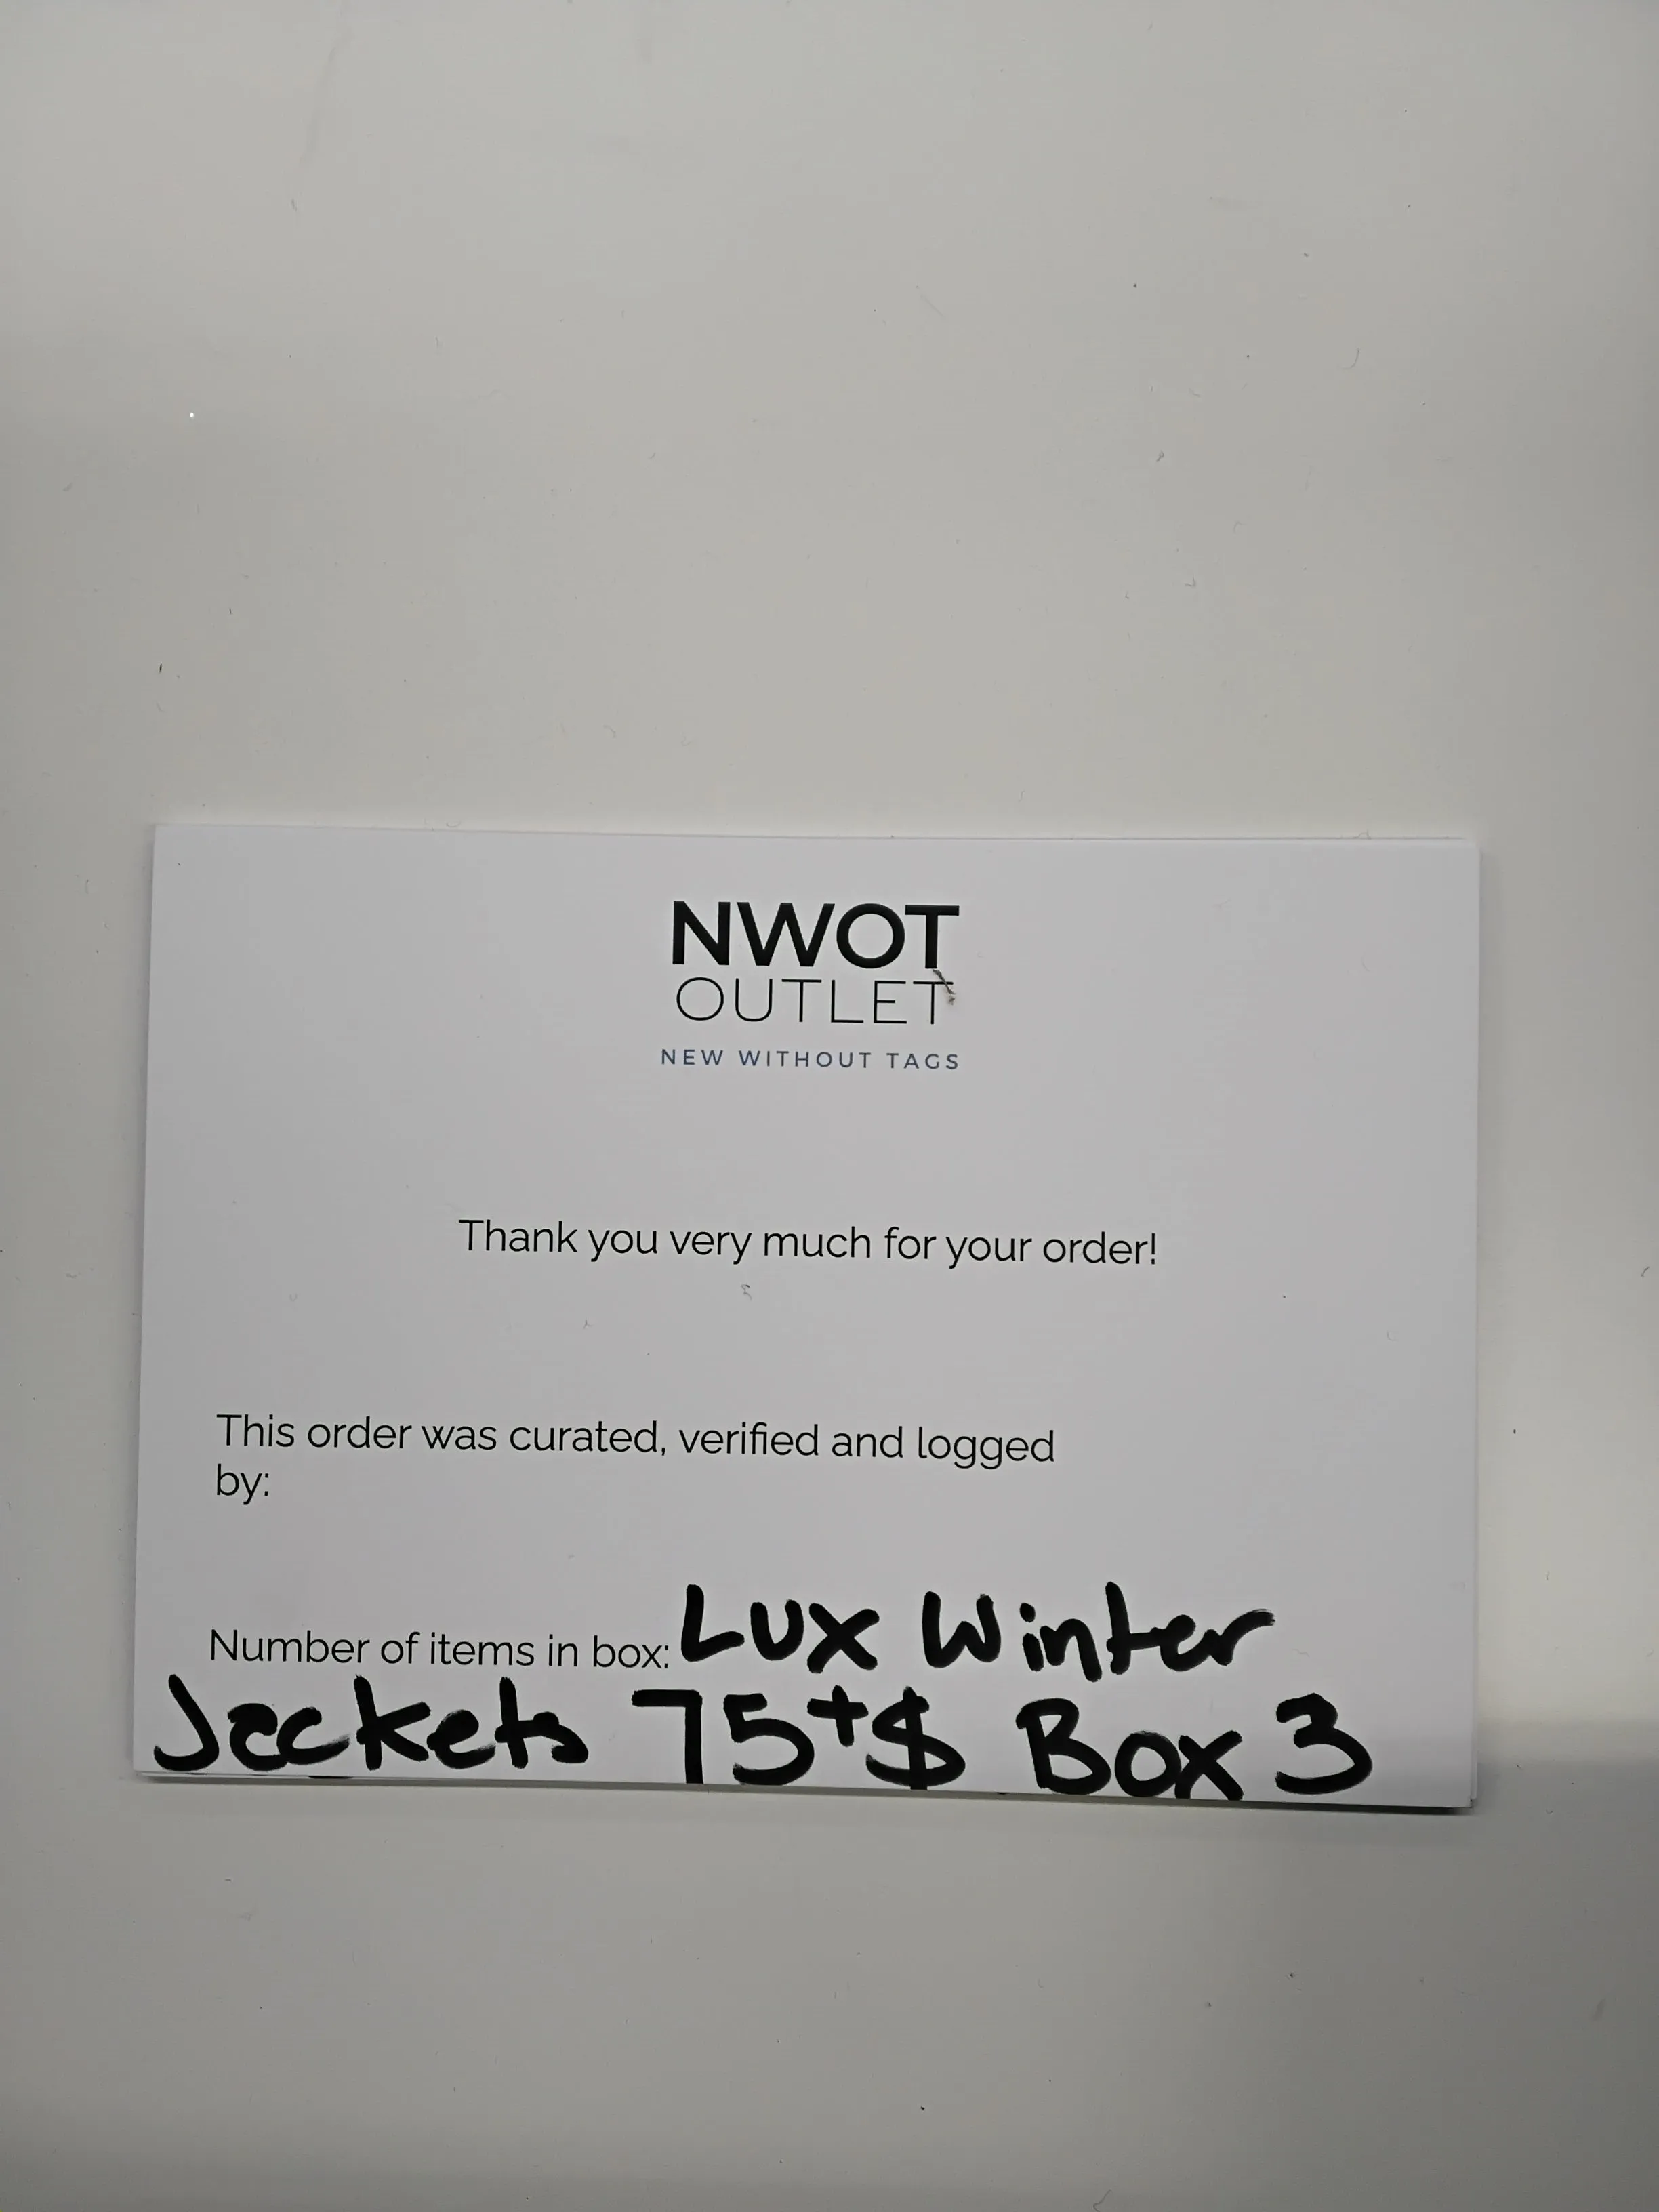 NWOT
OUTLET
NEW WITHOUT TAGS
Thank you very much for your order!
This order was curated, verified and logged
by:
Number of items in box: Lux Winter
Jackets 75+$ Box 3